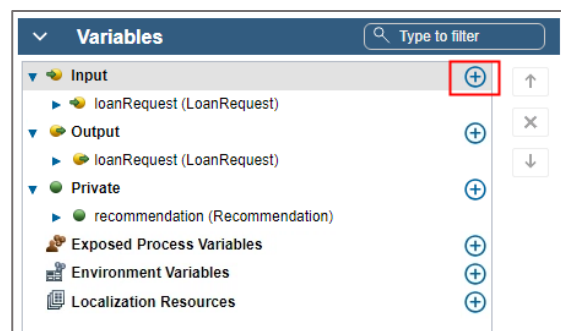 Variables
Type to filter
Input
loanRequest (LoanRequest)
Output
loanRequest (LoanRequest)
Private
recommendation (Recommendation)
Exposed Process Variables
Environment Variables
Localization Resources